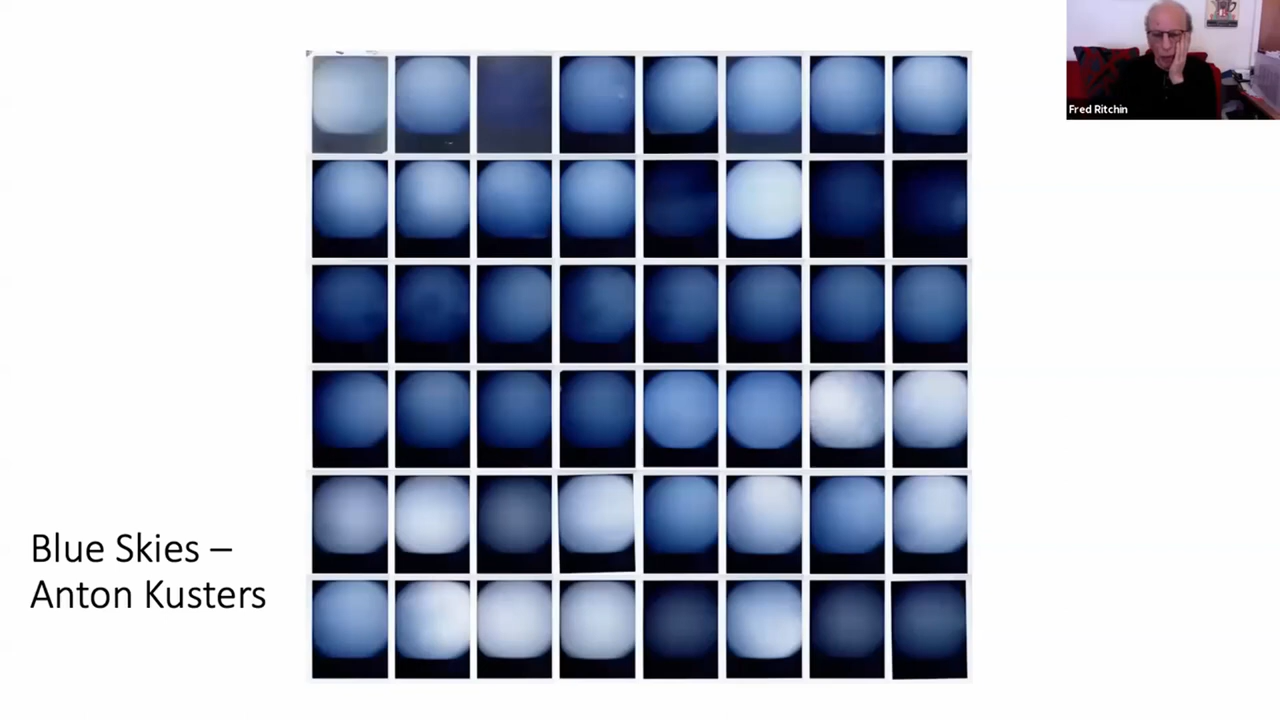 Fred Ritchin
Blue Skies –
Anton Kusters